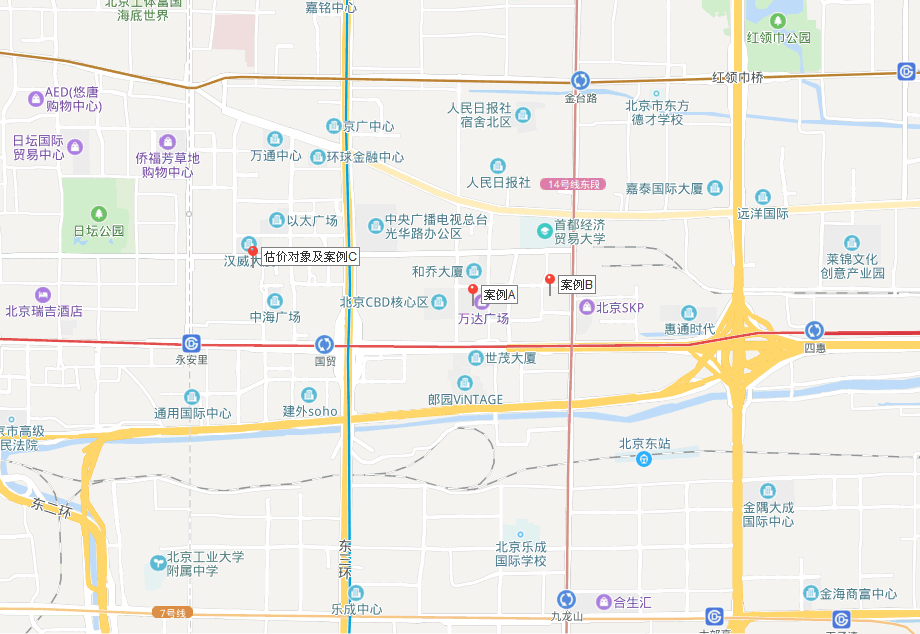 北京工体富国
海底世界
嘉铭中心
红领巾公园
红领巾桥
金台路
AED(悠唐
购物中心)
人民日报社
宿舍北区
北京市东方
德才学校
京广中心
日坛国际
贸易中心
侨福芳草地
购物中心
万通中心
环球金融中心
人民日报社
14号线东段
嘉泰国际大厦
远洋国际
日坛公园
以太广场
中央广播电视总台
光华路办公区
首都经济
贸易大学
汉威大
估价对象及案例C
莱锦文化
创意产业园
和乔大厦
案例A
案例B
北京瑞吉酒店
中海广场
北京CBD核心区
万达广场
北京SKP
惠通时代
永安里
国贸
世茂大厦
四惠
通用国际中心
建外soho
郎园ViNTAGE
京市高级
民法院
北京东站
东二环
金隅大成
国际中心
北京工业大学
附属中学
东三环
北京乐成
国际学校
7号线
乐成中心
九龙山
合生汇
金海商富中心